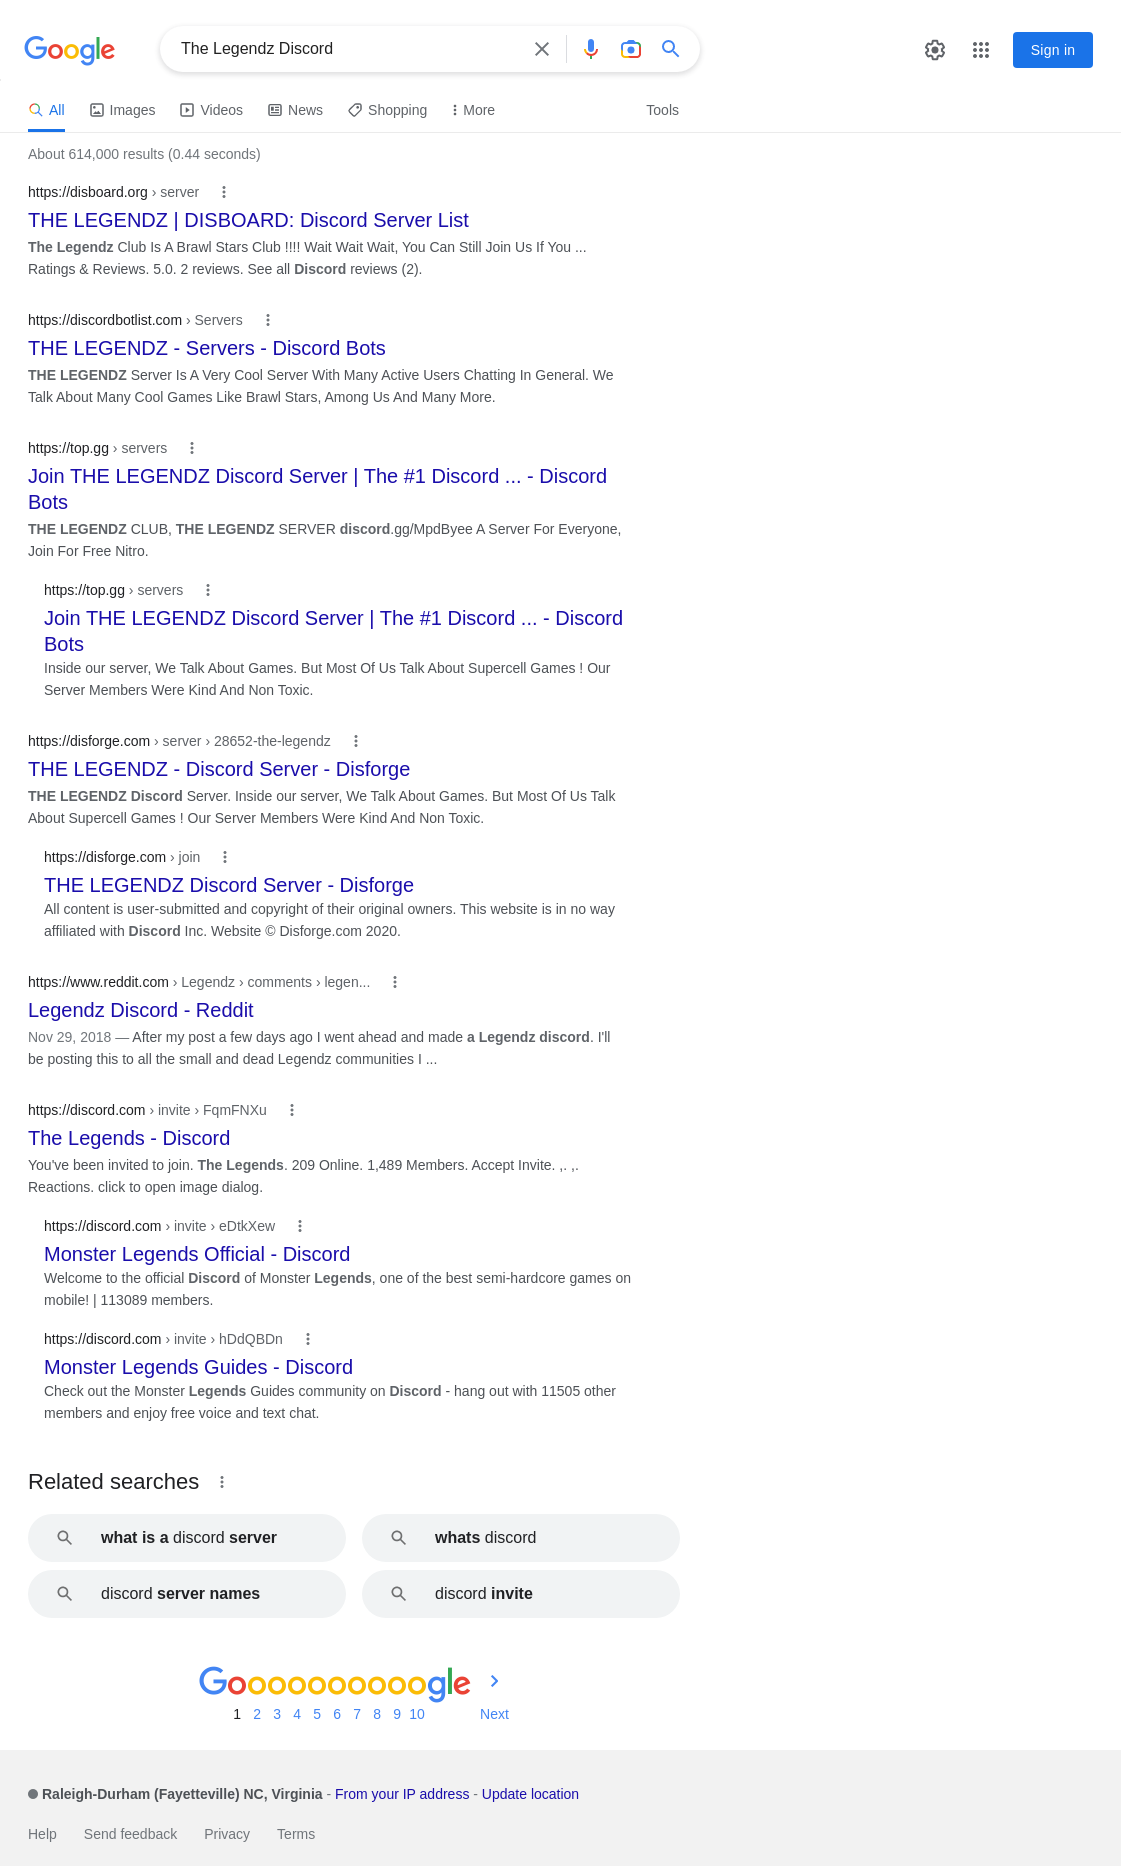 Google
The Legendz Discord
Sign in
All Images Videos News Shopping More Tools
About 614,000 results (0.44 seconds)
https://disboard.org › server
THE LEGENDZ | DISBOARD: Discord Server List
The Legendz Club Is A Brawl Stars Club !!!! Wait Wait Wait, You Can Still Join Us If You ...
Ratings & Reviews. 5.0. 2 reviews. See all Discord reviews (2).
https://discordbotlist.com › Servers
THE LEGENDZ - Servers - Discord Bots
THE LEGENDZ Server Is A Very Cool Server With Many Active Users Chatting In General. We
Talk About Many Cool Games Like Brawl Stars, Among Us And Many More.
https://top.gg › servers
Join THE LEGENDZ Discord Server | The #1 Discord ... - Discord
Bots
THE LEGENDZ CLUB, THE LEGENDZ SERVER discord.gg/MpdByee A Server For Everyone,
Join For Free Nitro.
https://top.gg › servers
Join THE LEGENDZ Discord Server | The #1 Discord ... - Discord
Bots
Inside our server, We Talk About Games. But Most Of Us Talk About Supercell Games ! Our
Server Members Were Kind And Non Toxic.
https://disforge.com › server › 28652-the-legendz
THE LEGENDZ - Discord Server - Disforge
THE LEGENDZ Discord Server. Inside our server, We Talk About Games. But Most Of Us Talk
About Supercell Games ! Our Server Members Were Kind And Non Toxic.
https://disforge.com › join
THE LEGENDZ Discord Server - Disforge
All content is user-submitted and copyright of their original owners. This website is in no way
affiliated with Discord Inc. Website © Disforge.com 2020.
https://www.reddit.com › Legendz › comments › legen...
Legendz Discord - Reddit
Nov 29, 2018 — After my post a few days ago I went ahead and made a Legendz discord. I'll
be posting this to all the small and dead Legendz communities I ...
https://discord.com › invite › FqmFNXu
The Legends - Discord
You've been invited to join. The Legends. 209 Online. 1,489 Members. Accept Invite. ,. ,.
Reactions. click to open image dialog.
https://discord.com › invite › eDtkXew
Monster Legends Official - Discord
Welcome to the official Discord of Monster Legends, one of the best semi-hardcore games on
mobile! | 113089 members.
https://discord.com › invite › hDdQBDn
Monster Legends Guides - Discord
Check out the Monster Legends Guides community on Discord - hang out with 11505 other
members and enjoy free voice and text chat.
Related searches
what is a discord server
whats discord
discord server names
discord invite
Goooooooooogle
1 2 3 4 5 6 7 8 9 10 Next
Raleigh-Durham (Fayetteville) NC, Virginia - From your IP address - Update location
Help Send feedback Privacy Terms